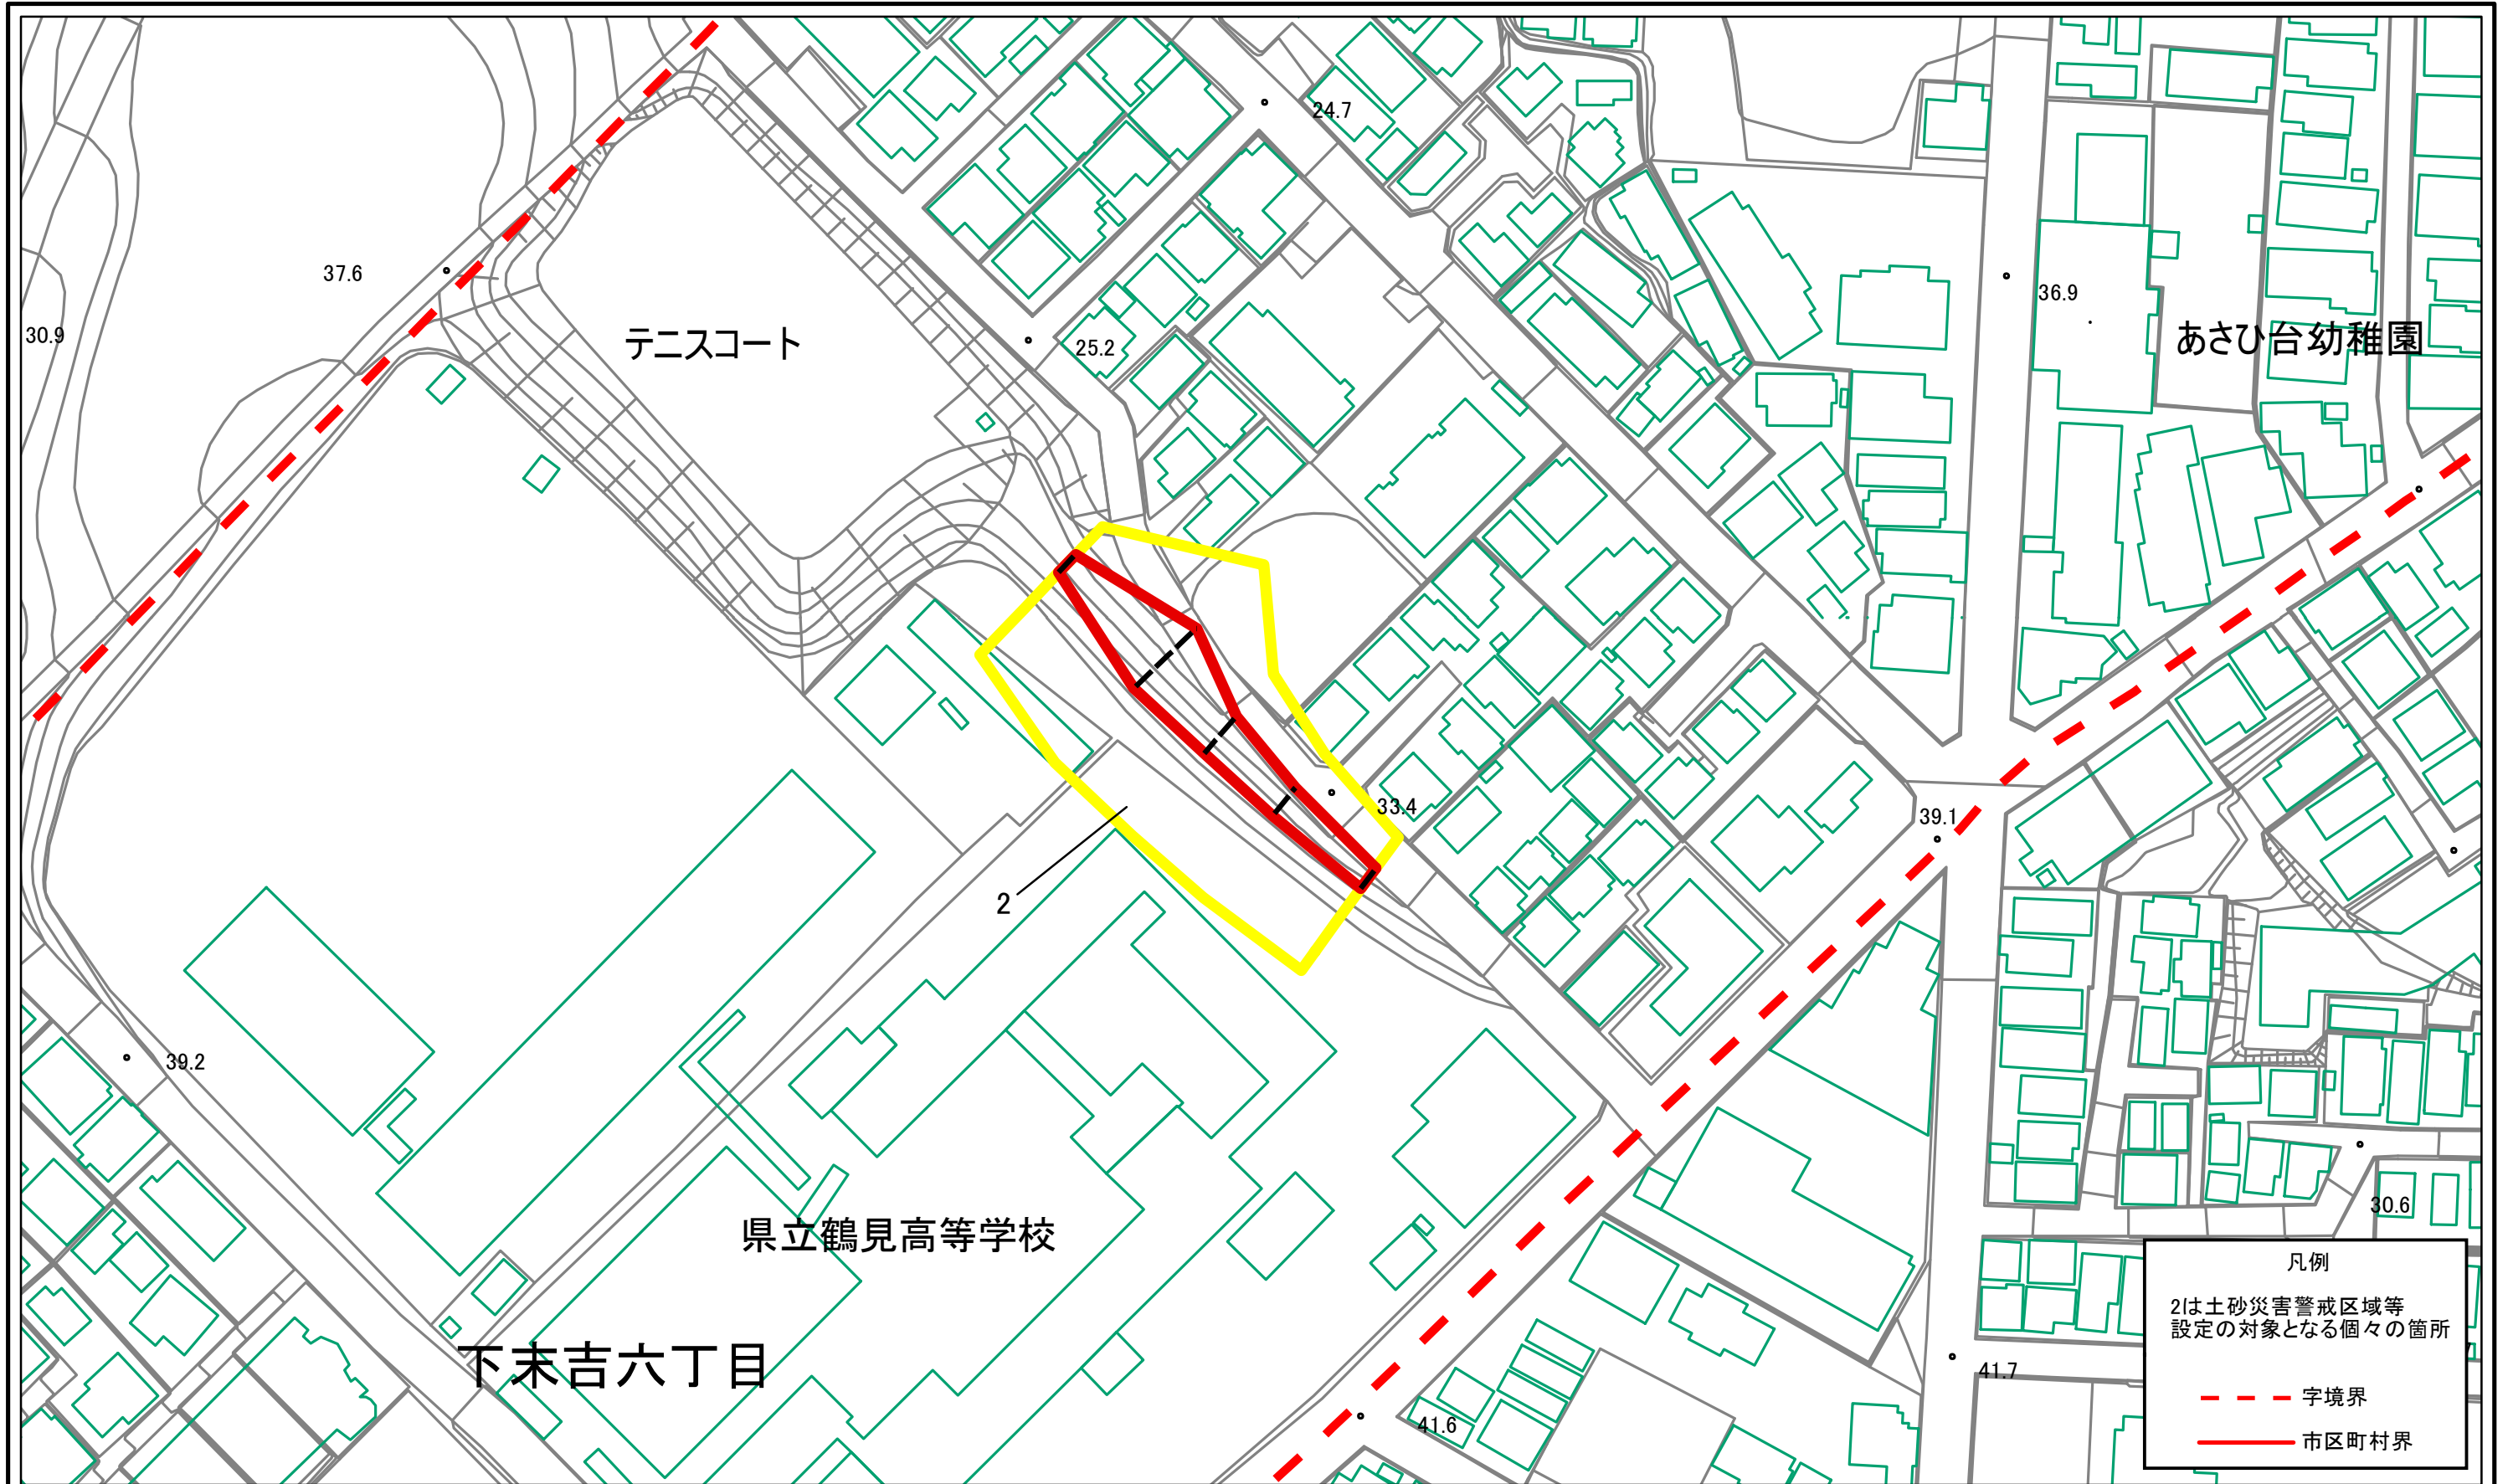 24.7
37.6
36.9
30.9
テニスコート
25.2
あさひ台幼稚園
33.4
39.1
2
39.2
30.6
県立鶴見高等学校
下末吉六丁目
41.7
41.6
凡例
2は土砂災害警戒区域等
設定の対象となる個々の箇所
字境界
市区町村界